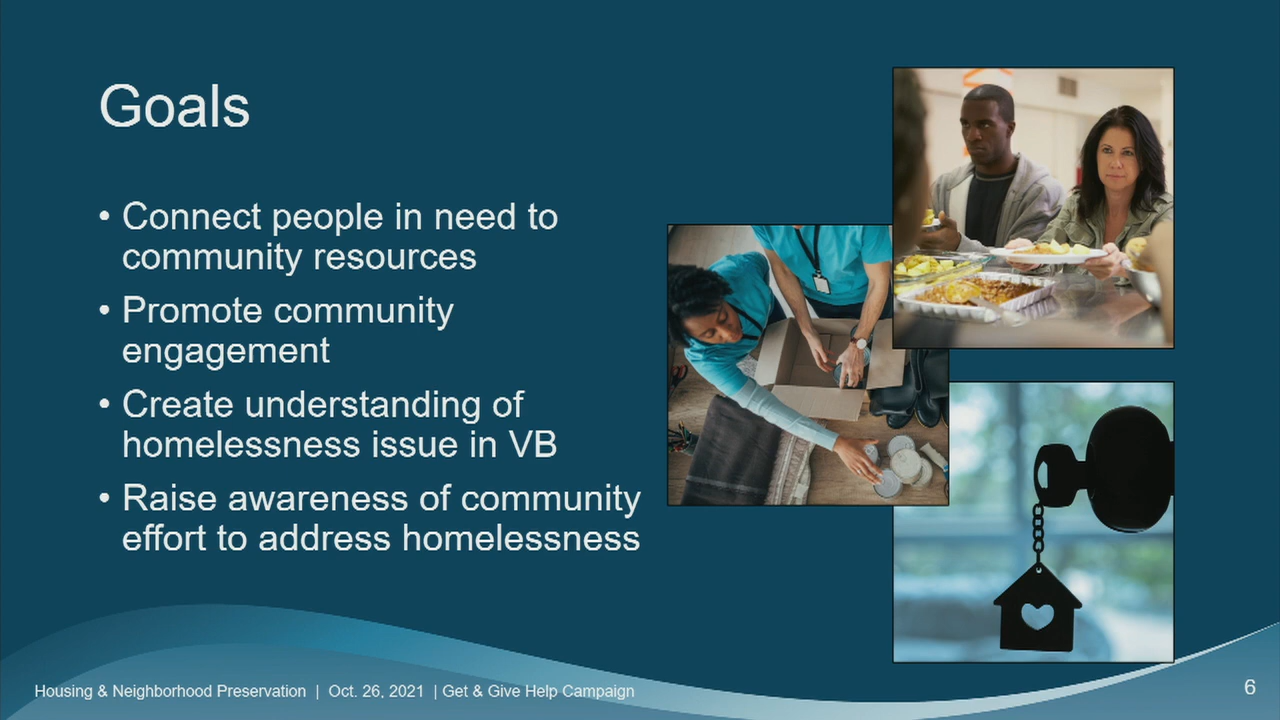 Goals
• Connect people in need to
community resources
• Promote community
engagement
• Create understanding of
homelessness issue in VB
• Raise awareness of community
effort to address homelessness
Housing & Neighborhood Preservation | Oct. 26, 2021 | Get & Give Help Campaign
6